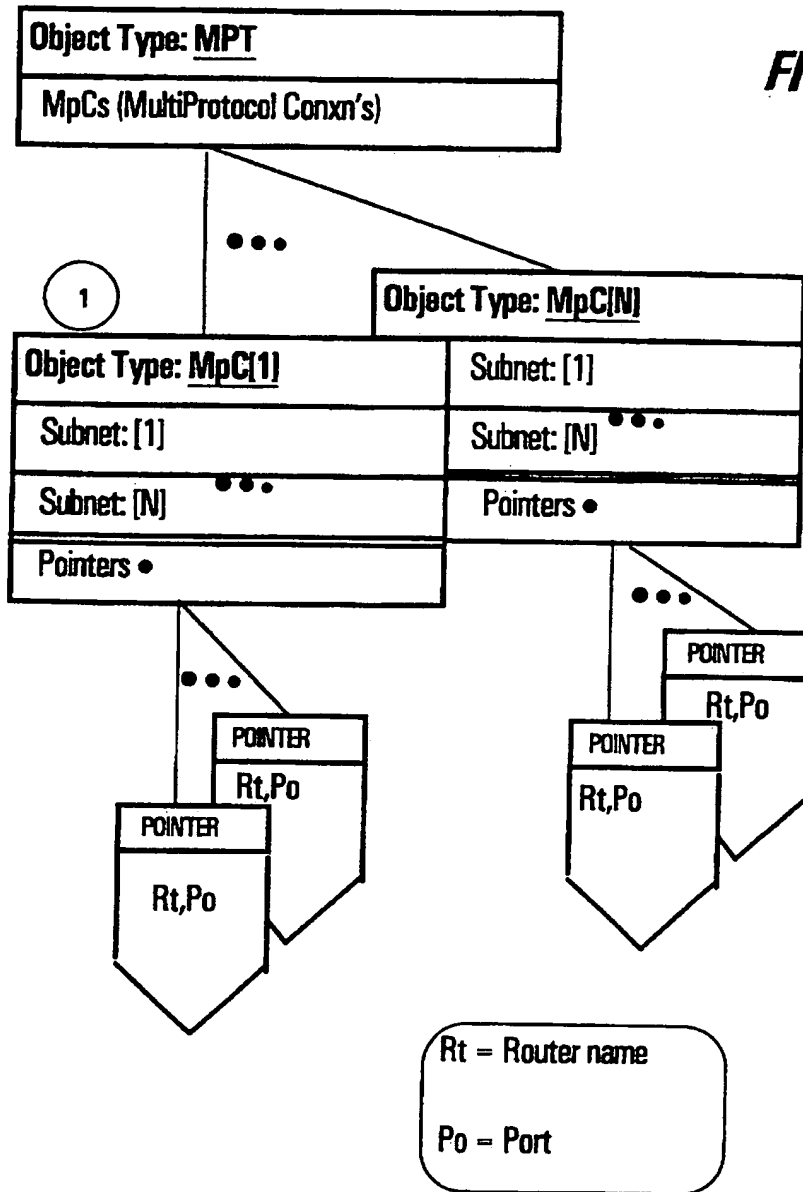 Object Type: MPT
MpCs (MultiProtocol Conxn's)
1
Object Type: MpC[N]
Subnet: [1]
Subnet: [N]
Pointers
Object Type: MpC[1]
Subnet: [1]
Subnet: [N]
Pointers
POINTER
Rt,Po
POINTER
Rt,Po
POINTER
Rt,Po
POINTER
Rt,Po
Rt = Router name
Po = Port